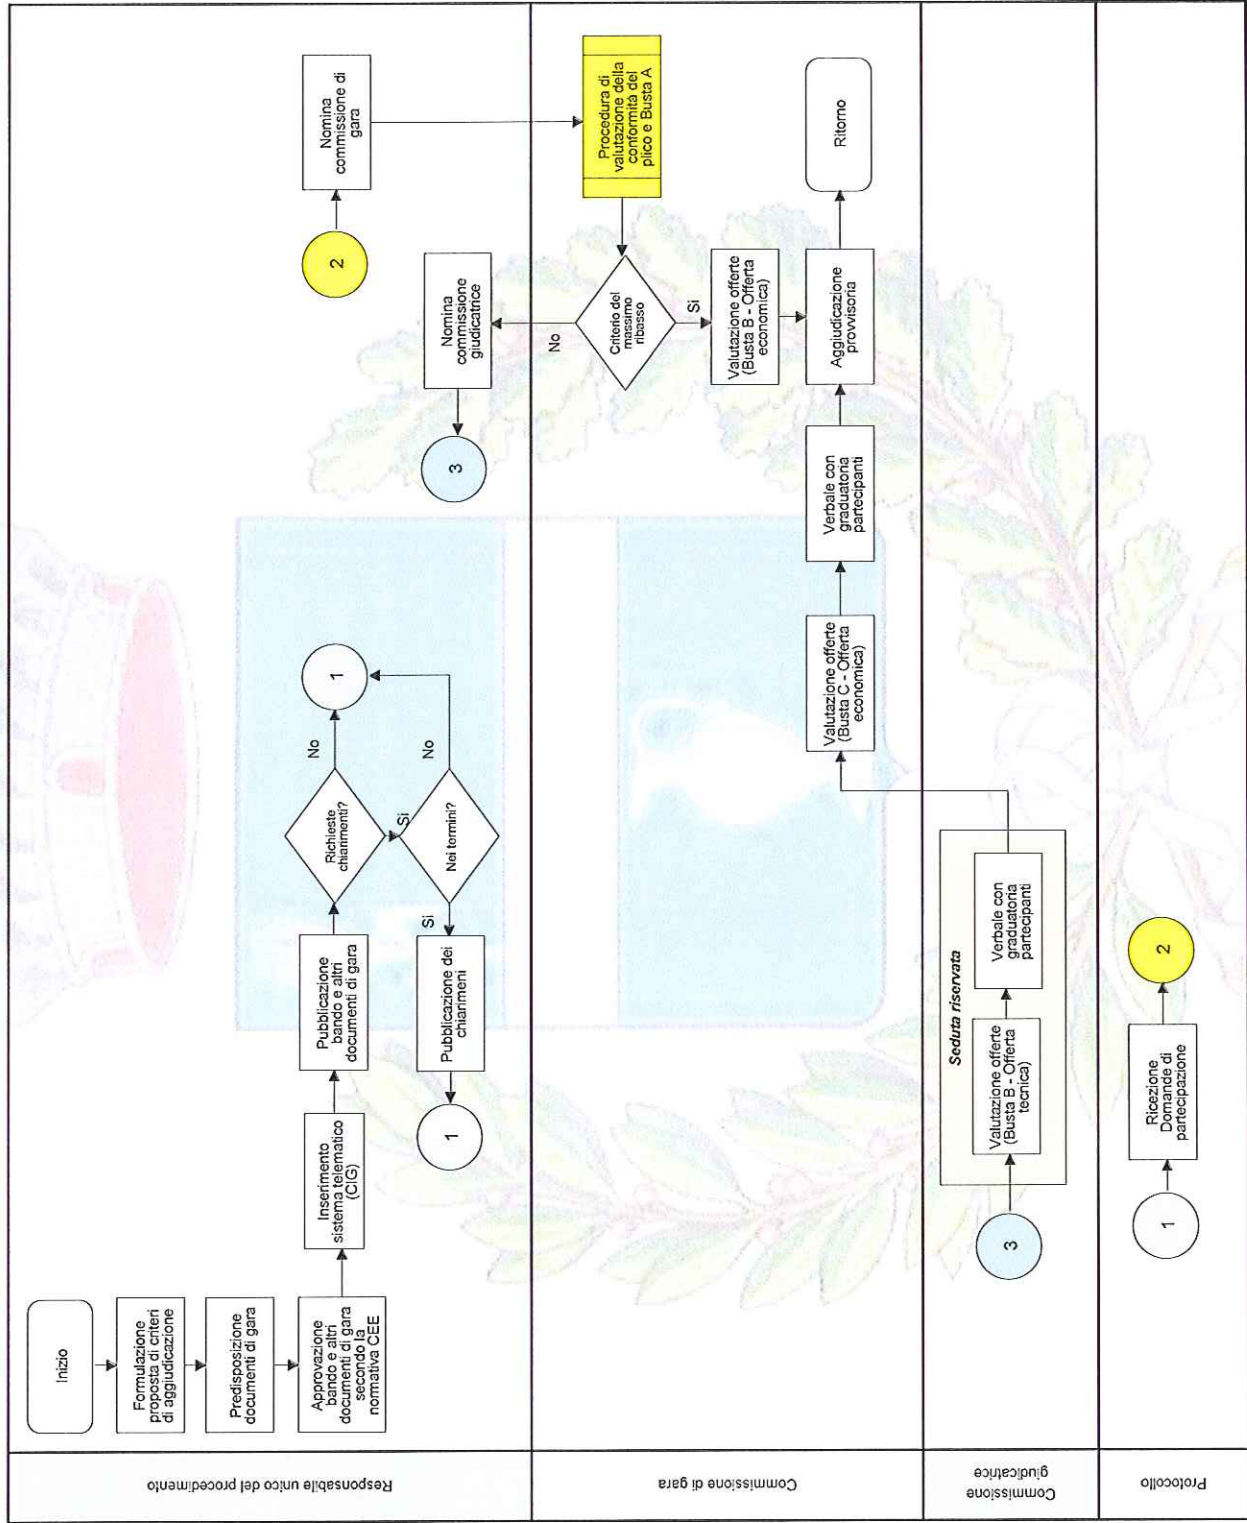 Responsabile unico del procedimento
Inizio
Formulazione
proposta di criteri
di aggiudicazione
Predisposizione
documenti di gara
Approvazione
bando e altri
documenti di gara
secondo la
normativa CEE
Inserimento
sistema telematico
(CIG)
Pubblicazione
bando e altri
documenti di gara
Richieste
chiarimenti?
No
1
Si
Nei termini?
No
Si
Pubblicazione dei
chiarimeni
1
2
Nomina
commissione di
gara
Nomina
commissione
giudicatrice
3
Commissione di gara
Procedura di
valutazione della
conformità del
plico e Busta A
Criterio del
massimo
ribasso
No
Si
Valutazione offerte
(Busta B - Offerta
economica)
Valutazione offerte
(Busta C - Offerta
economica)
Verbale con
graduatoria
partecipanti
Aggiudicazione
provvisoria
Ritorno
Commissione
giudicatrice
3
Seduta riservata
Valutazione offerte
(Busta B - Offerta
tecnica)
Verbale con
graduatoria
partecipanti
Protocollo
1
Ricezione
Domande di
partecipazione
2